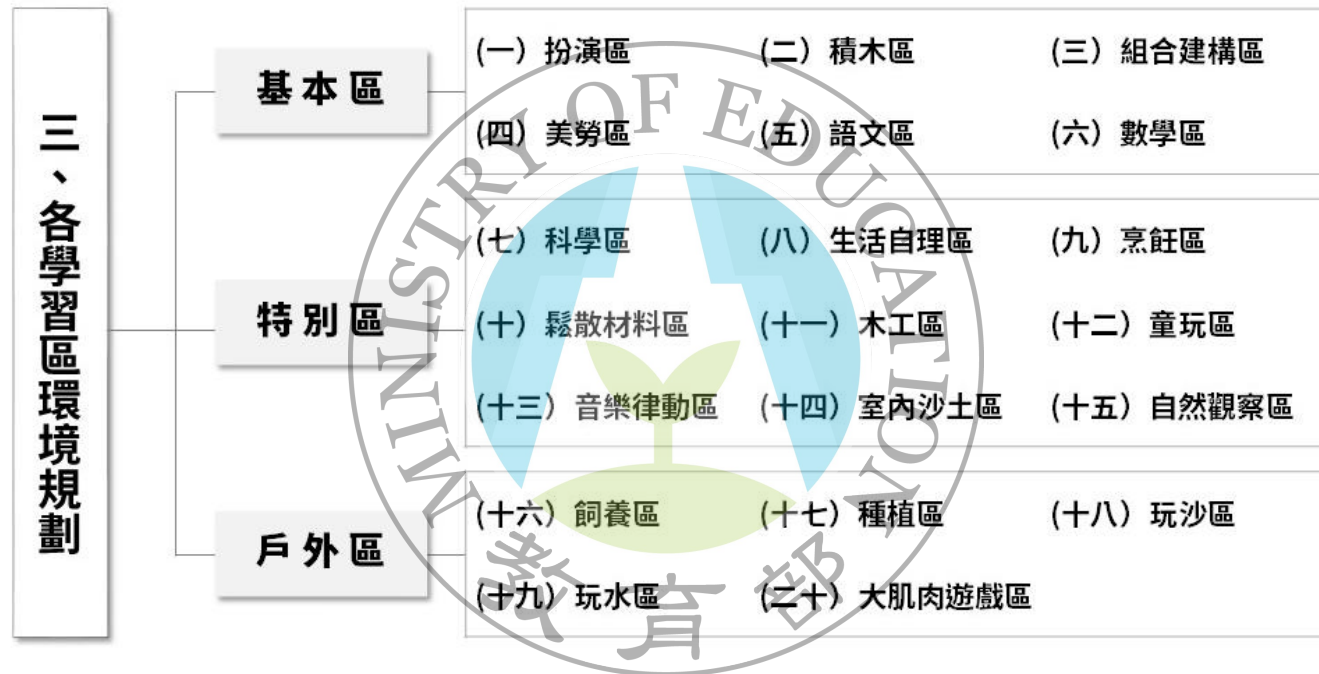 三、各學習區環境規劃
基本區
(一) 扮演區 (二) 積木區 (三) 組合建構區
(四) 美勞區 (五) 語文區 (六) 數學區
特別區
(七) 科學區 (八) 生活自理區 (九) 烹飪區
(十) 鬆散材料區 (十一) 木工區 (十二) 童玩區
(十三) 音樂律動區 (十四) 室內沙土區 (十五) 自然觀察區
戶外區
(十六) 飼養區 (十七) 種植區 (十八) 玩沙區
(十九) 玩水區 (二十) 大肌肉遊戲區
MINISTRY OF EDUCATION
教育部